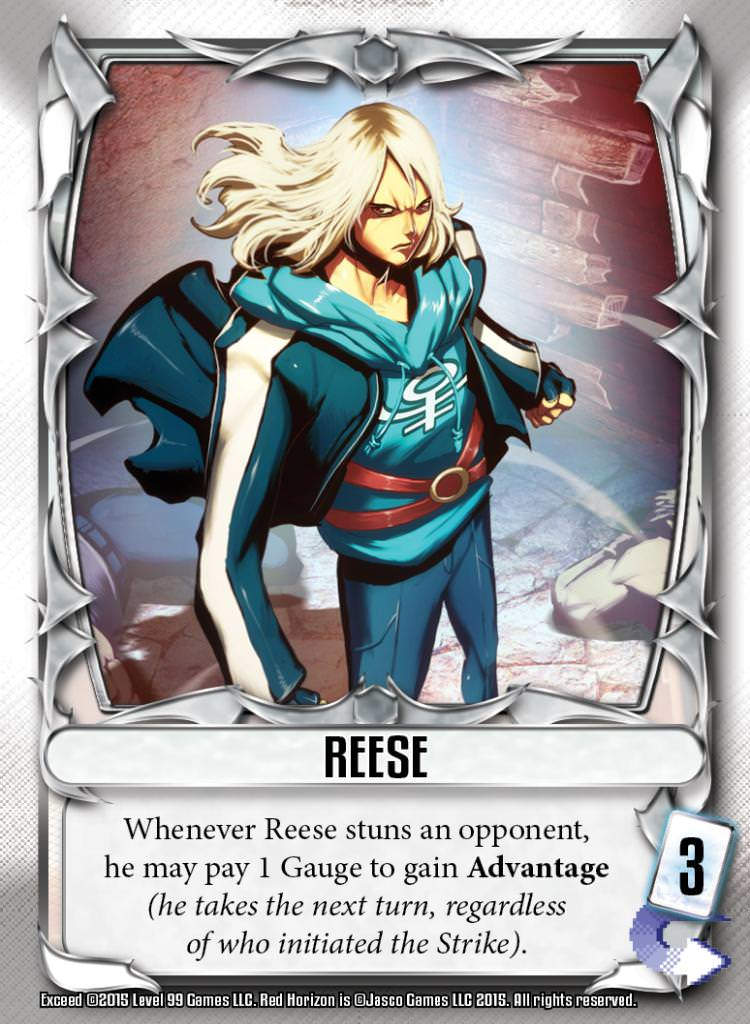 REESE
Whenever Reese stuns an opponent,
he may pay 1 Gauge to gain Advantage
(he takes the next turn, regardless
of who initiated the Strike).
3
Exceed ©2015 Level 99 Games LLC. Red Horizon is ©Jasco Games LLC 2015. All rights reserved.